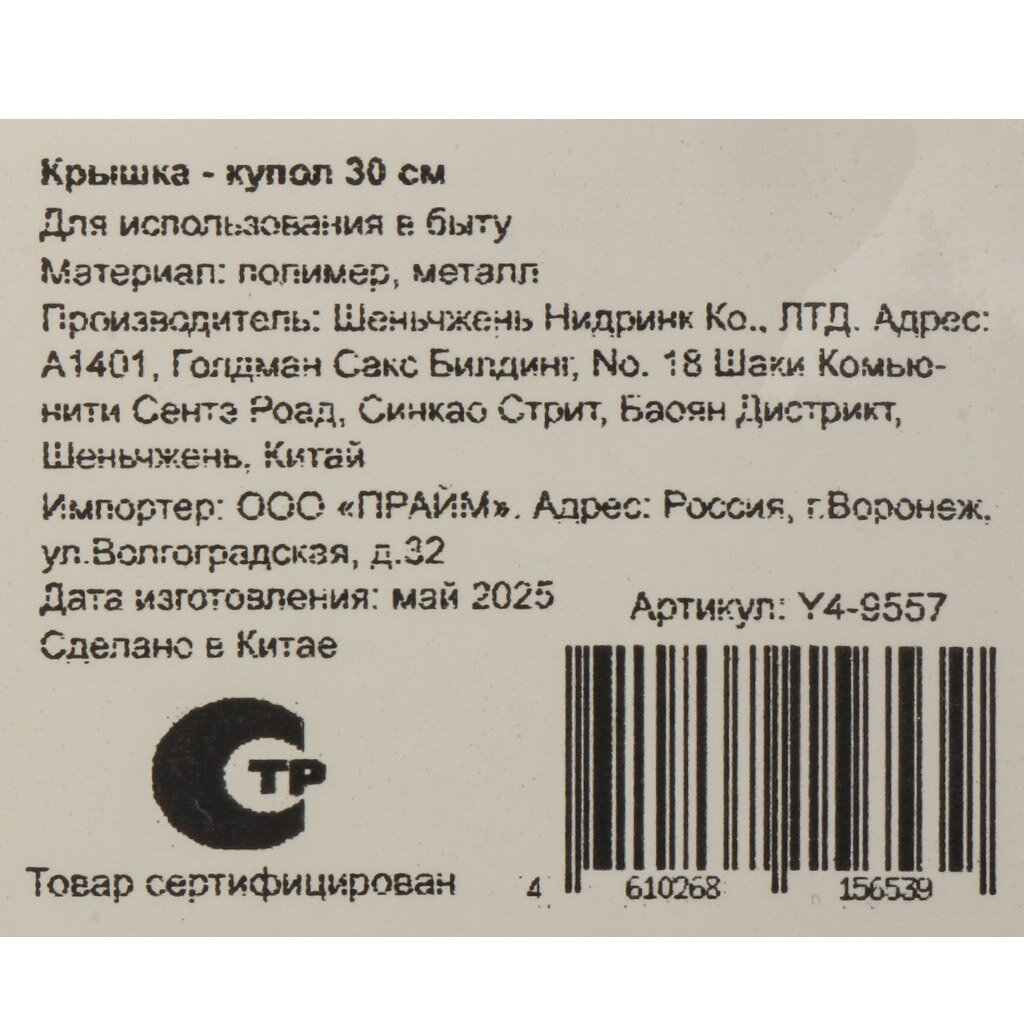 Крышка - купол 30 см
Для использования в быту
Материал: полимер, металл
Производитель: Шеньчжень Нидринк Ко., ЛТД. Адрес:
А1401, Голдман Сакс Билдинг, No. 18 Шаки Комью-
нити Сентэ Роад, Синкао Стрит, Баоян Дистрикт,
Шеньчжень, Китай
Импортер: ООО «ПРАЙМ». Адрес: Россия, г.Воронеж,
ул.Волгоградская, д.32
Дата изготовления: май 2025
Сделано в Китае
Артикул: Y4-9557
ТР
Товар сертифицирован
4 610268 156539